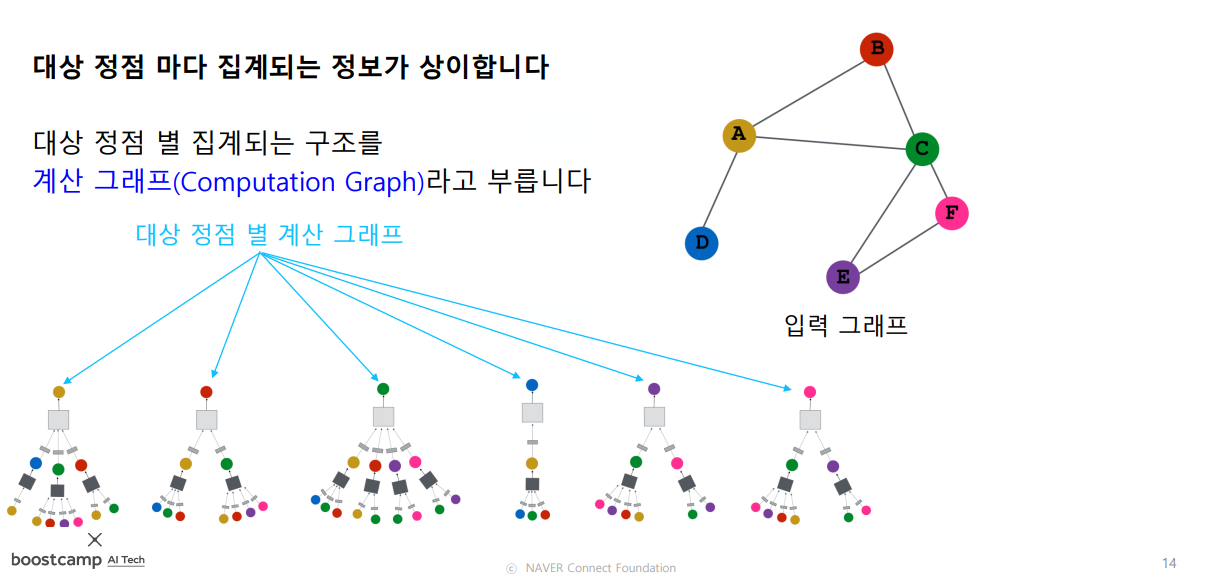 대상 정점 마다 집계되는 정보가 상이합니다
대상 정점 별 집계되는 구조를
계산 그래프(Computation Graph)라고 부릅니다
대상 정점 별 계산 그래프
B
A
C
F
D
E
입력 그래프
boostcamp AI Tech
ⓒ NAVER Connect Foundation
14